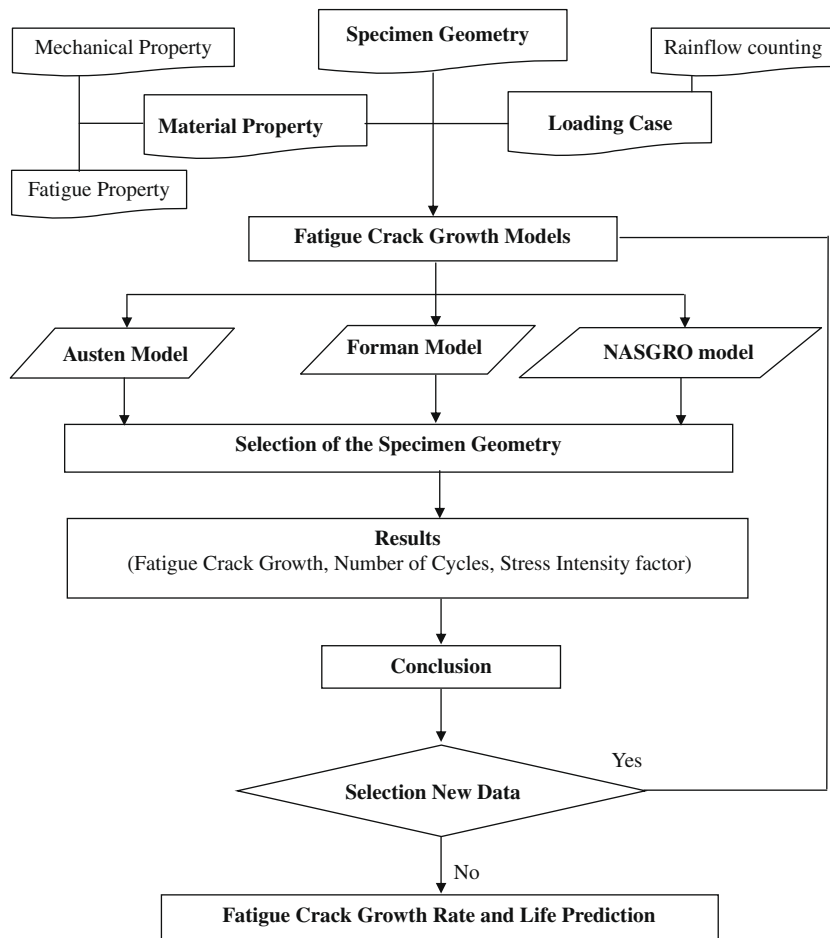 Mechanical Property
Specimen Geometry
Rainflow counting
Material Property
Loading Case
Fatigue Property
Fatigue Crack Growth Models
Austen Model
Forman Model
NASGRO model
Selection of the Specimen Geometry
Results
(Fatigue Crack Growth, Number of Cycles, Stress Intensity factor)
Conclusion
Yes
Selection New Data
No
Fatigue Crack Growth Rate and Life Prediction